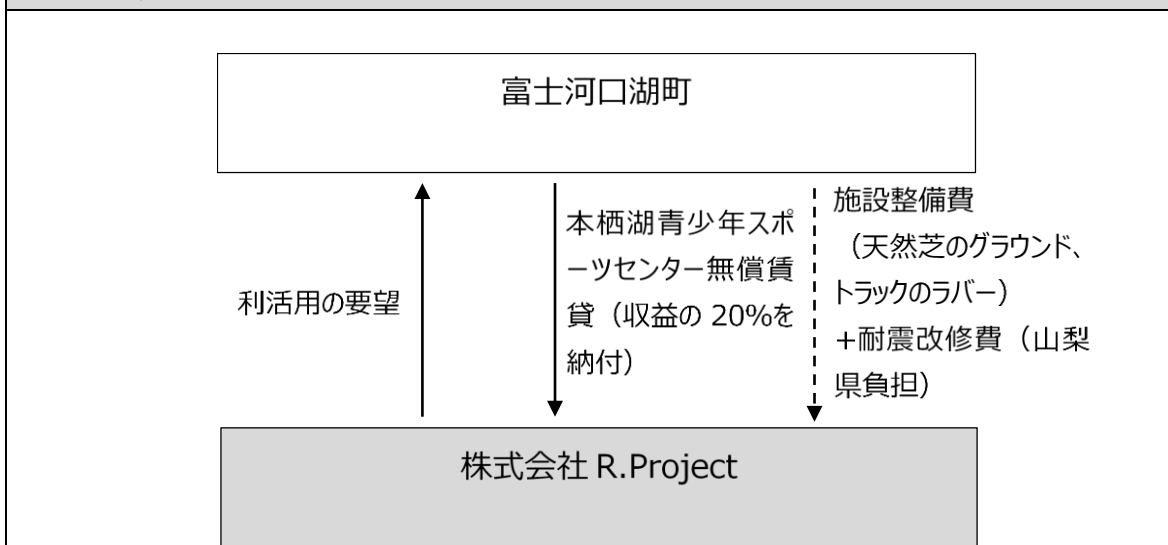 富士河口湖町
利活用の要望
本栖湖青少年スポ
ーツセンター無償賃
貸（収益の 20%を
納付）
施設整備費
（天然芝のグラウンド、
トラックのラバー）
+耐震改修費（山梨
県負担）
株式会社 R.Project